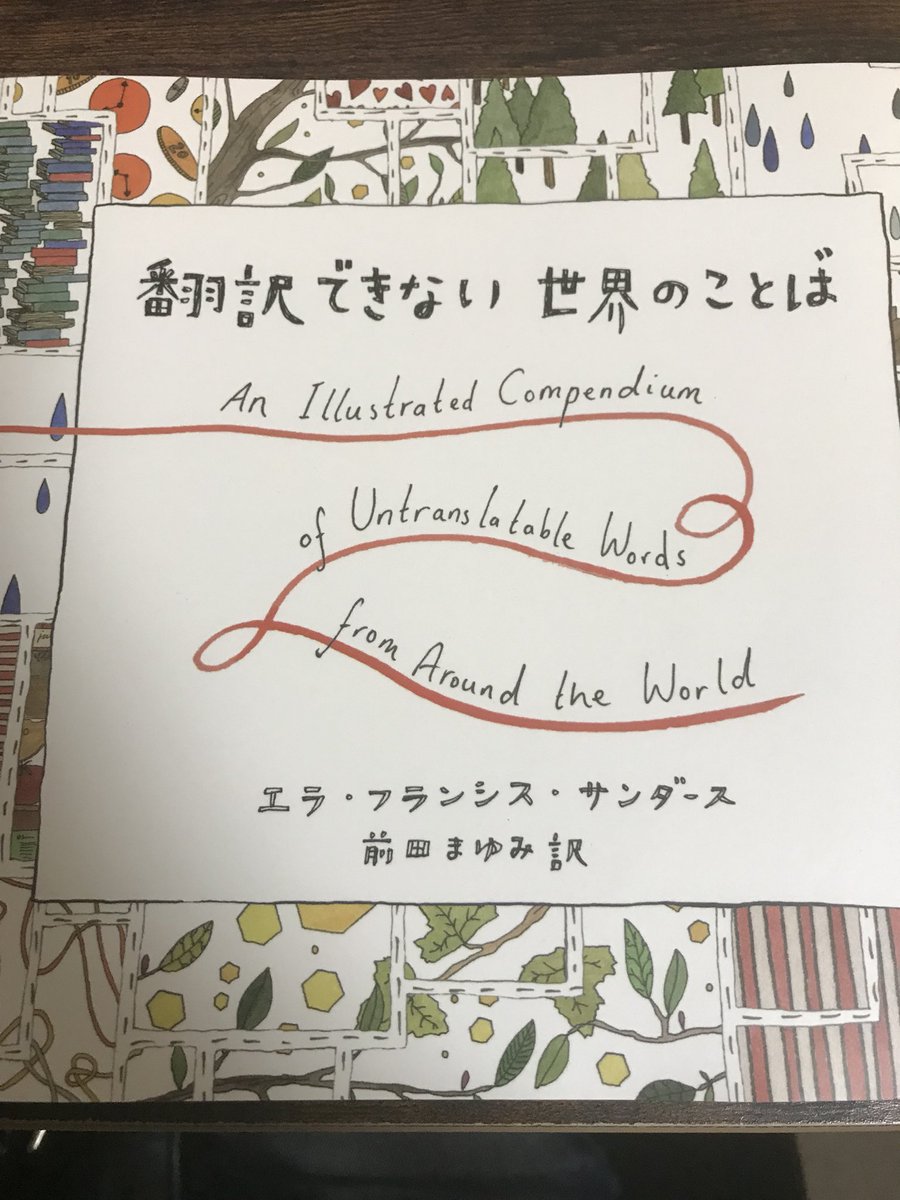 翻訳できない 世界のことば
An Illustrated Compendium
of Untranslatable Words
from Around the World
エラ・フランシス・サンダース
前田まゆみ訳